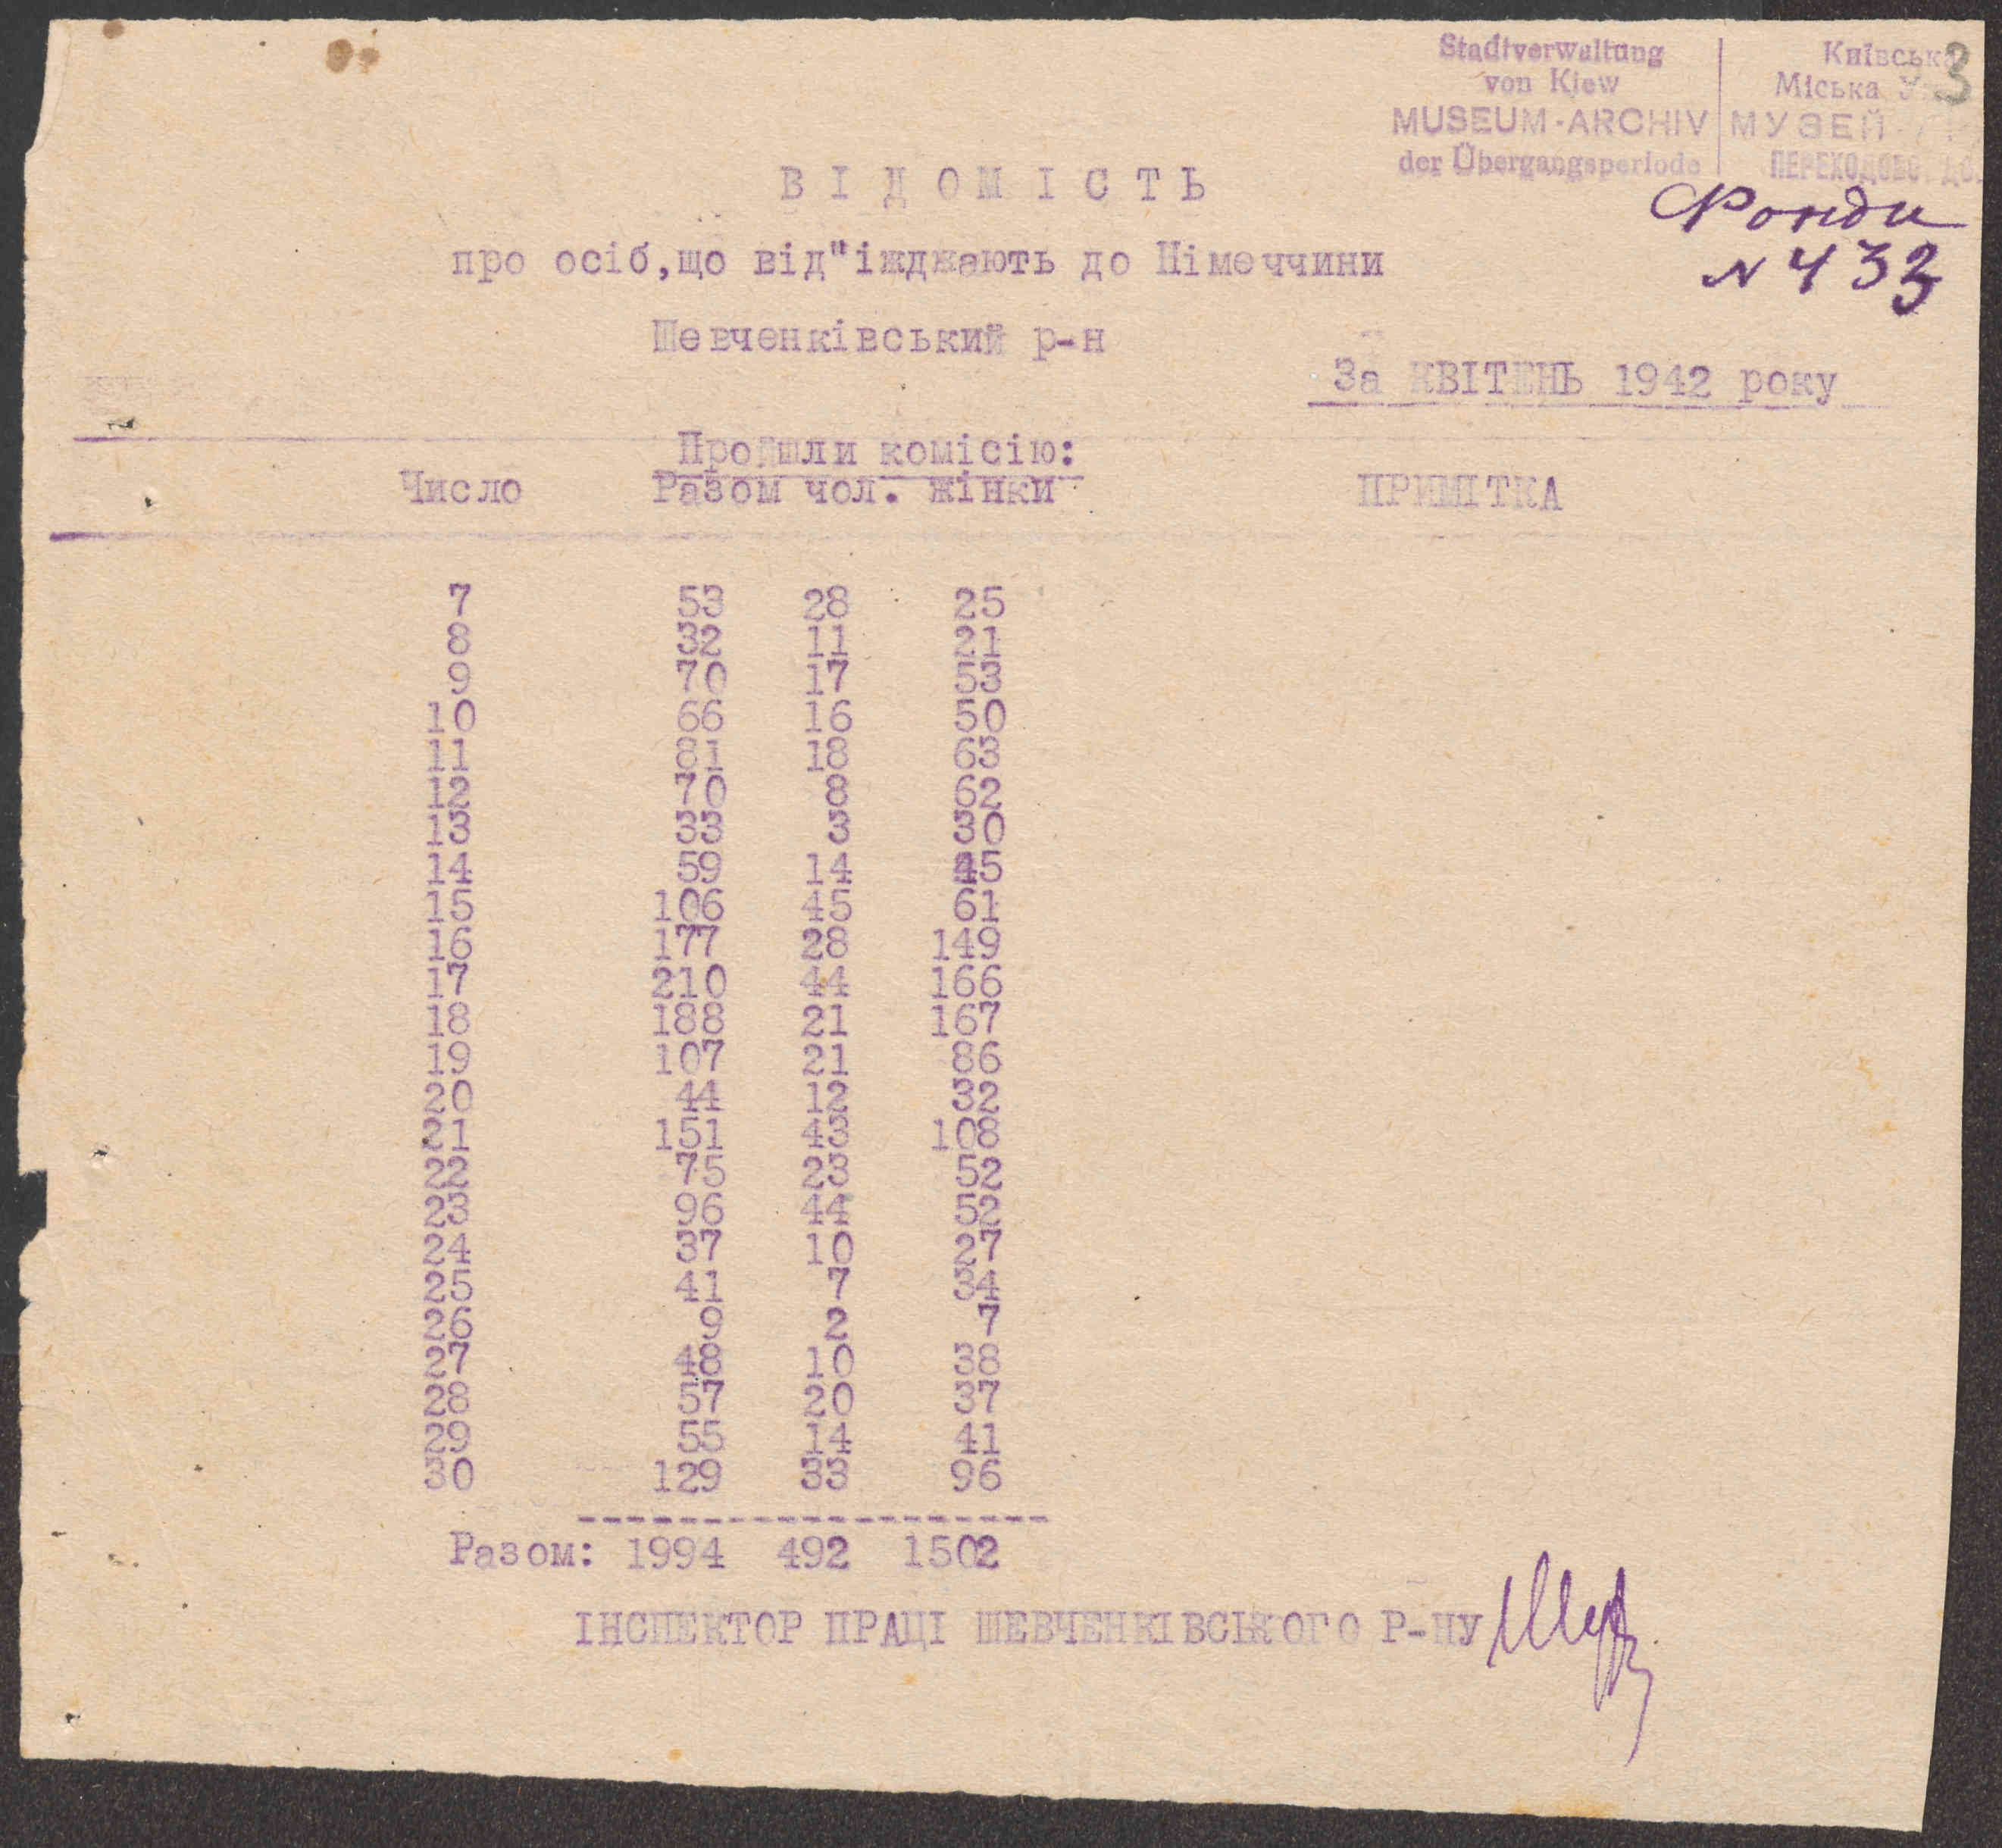 Stadtverwaltung
von Kiew
MUSEUM-ARCHIV
der Übergangsperiode
Київська
Міська
МУЗЕЙ
3
Фонди
N 433
ВІДОМІСТЬ
про осіб,що від"їжджають до Німеччини
Шевченківський р-н
За КВІТЕНЬ 1942 року
Пройшли комісію:
Число Разом чол. жінки ПРИМІТКА
7 53 28 25
8 32 11 21
9 70 17 53
10 66 16 50
11 81 18 63
12 70 8 62
13 33 3 30
14 59 14 45
15 106 45 61
16 177 28 149
17 210 44 166
18 188 21 167
19 107 21 86
20 44 12 32
21 151 43 108
22 75 23 52
23 96 44 52
24 37 10 27
25 41 7 34
26 9 2 7
27 48 10 38
28 57 20 37
29 55 14 41
30 129 33 96
Разом: 1994 492 1502
ІНСПЕКТОР ПРАЦІ ШЕВЧЕНКІВСЬКОГО Р-НУ